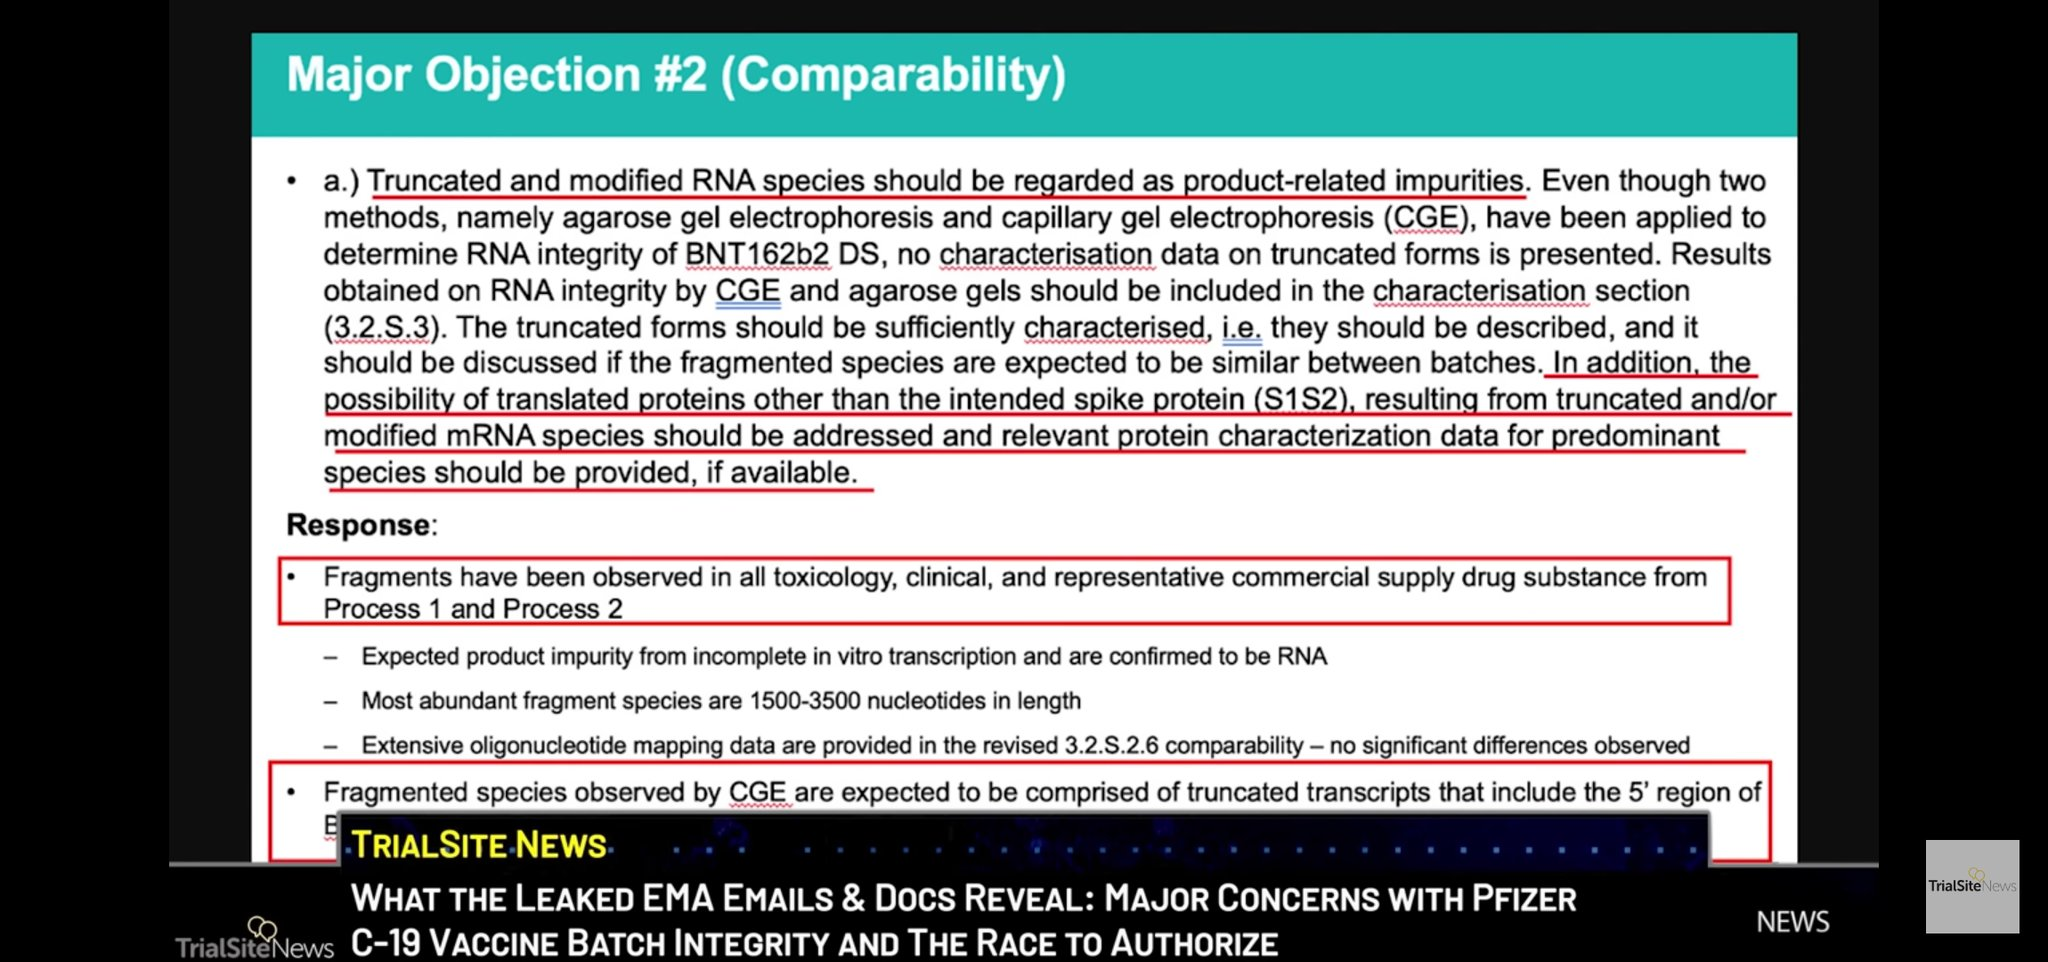 Major Objection #2 (Comparability)
• a.) Truncated and modified RNA species should be regarded as product-related impurities. Even though two
methods, namely agarose gel electrophoresis and capillary gel electrophoresis (CGE), have been applied to
determine RNA integrity of BNT162b2 DS, no characterisation data on truncated forms is presented. Results
obtained on RNA integrity by CGE and agarose gels should be included in the characterisation section
(3.2.S.3). The truncated forms should be sufficiently characterised, i.e. they should be described, and it
should be discussed if the fragmented species are expected to be similar between batches. In addition, the
possibility of translated proteins other than the intended spike protein (S1S2), resulting from truncated and/or
modified mRNA species should be addressed and relevant protein characterization data for predominant
species should be provided, if available.
Response:
• Fragments have been observed in all toxicology, clinical, and representative commercial supply drug substance from
Process 1 and Process 2
– Expected product impurity from incomplete in vitro transcription and are confirmed to be RNA
– Most abundant fragment species are 1500-3500 nucleotides in length
– Extensive oligonucleotide mapping data are provided in the revised 3.2.S.2.6 comparability – no significant differences observed
• Fragmented species observed by CGE are expected to be comprised of truncated transcripts that include the 5' region of
TRIALSITE NEWS
WHAT THE LEAKED EMA EMAILS & DOCS REVEAL: MAJOR CONCERNS WITH PFIZER
C-19 VACCINE BATCH INTEGRITY AND THE RACE TO AUTHORIZE
TrialSiteNews
NEWS
TrialSiteNews